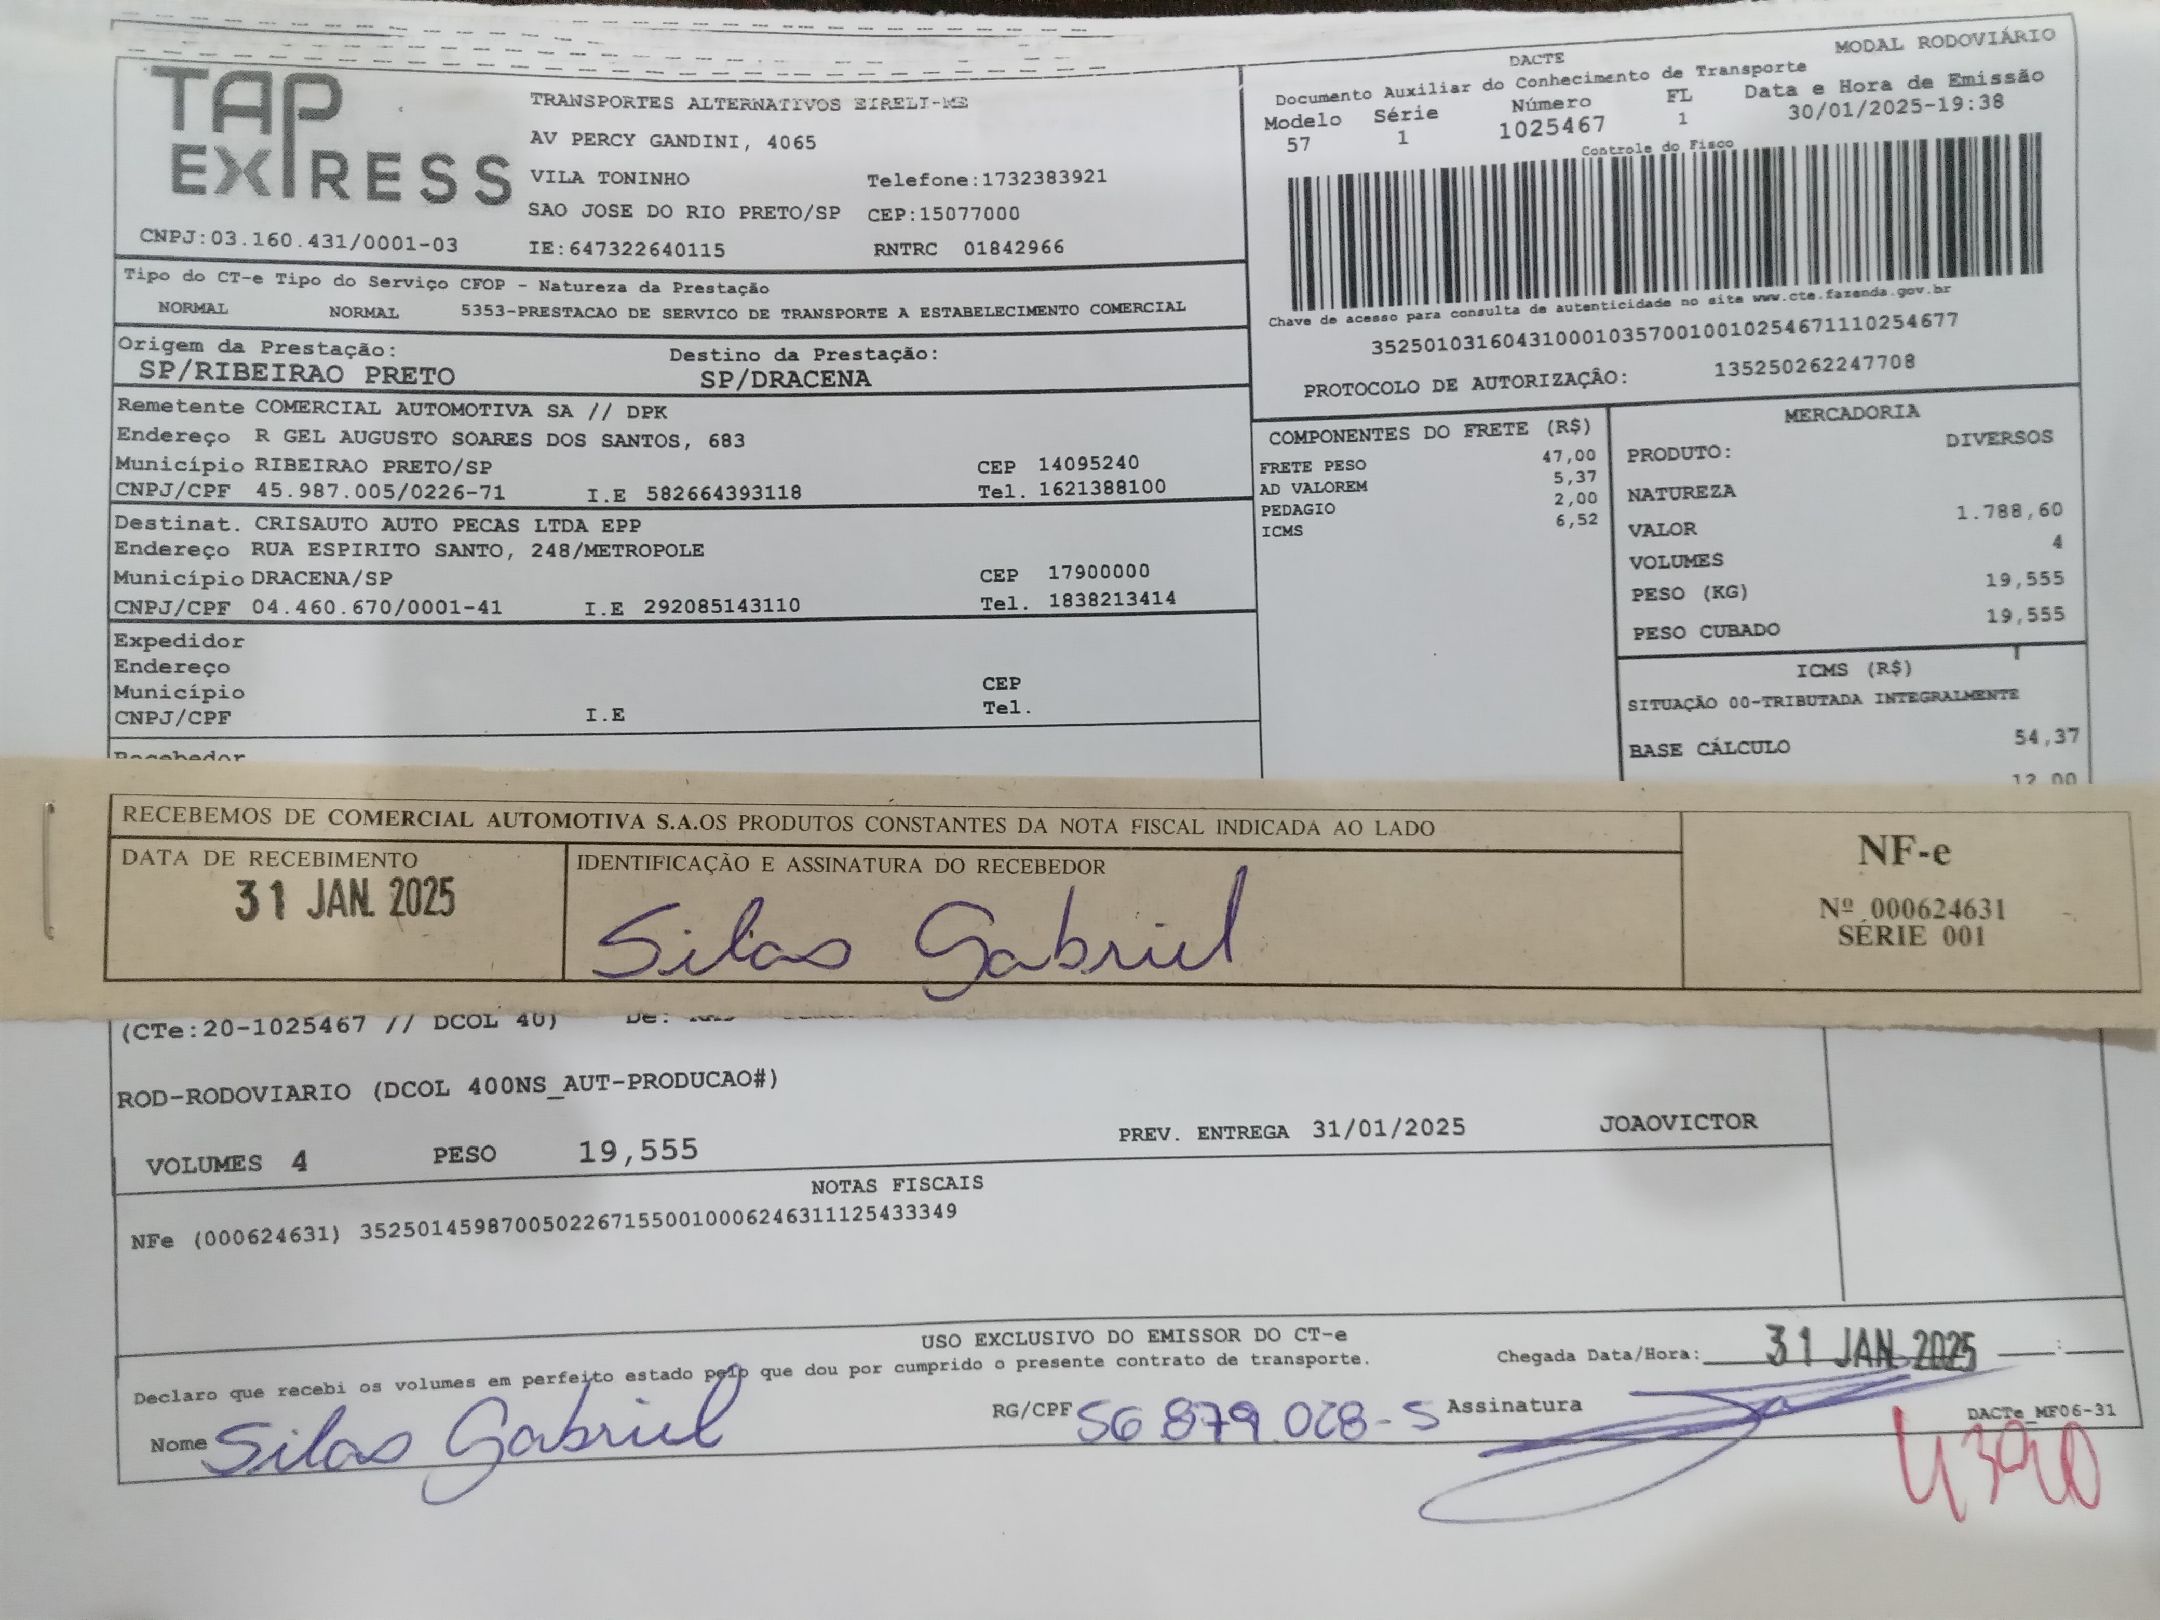 TAP
EXPRESS
CNPJ:03.160.431/0001-03
TRANSPORTES ALTERNATIVOS EIRELI-ME
AV PERCY GANDINI, 4065
VILA TONINHO Telefone:1732383921
SAO JOSE DO RIO PRETO/SP CEP:15077000
IE:647322640115 RNTRC 01842966
MODAL RODOVIÁRIO
DACTE
Documento Auxiliar do Conhecimento de Transporte
Modelo Série Número FL Data e Hora de Emissão
57 1 1025467 1 30/01/2025-19:38
Controle do Fisco
Chave de acesso para consulta de autenticidade no site www.cte.fazenda.gov.br
35250103160431000103570010010254671110254677
PROTOCOLO DE AUTORIZAÇÃO: 135250262247708
Tipo do CT-e Tipo do Serviço CFOP - Natureza da Prestação
NORMAL NORMAL 5353-PRESTACAO DE SERVICO DE TRANSPORTE A ESTABELECIMENTO COMERCIAL
Origem da Prestação: Destino da Prestação:
SP/RIBEIRAO PRETO SP/DRACENA
Remetente COMERCIAL AUTOMOTIVA SA // DPK
Endereço R GEL AUGUSTO SOARES DOS SANTOS, 683
Município RIBEIRAO PRETO/SP CEP 14095240
CNPJ/CPF 45.987.005/0226-71 I.E 582664393118 Tel. 1621388100
Destinat. CRISAUTO AUTO PECAS LTDA EPP
Endereço RUA ESPIRITO SANTO, 248/METROPOLE
Município DRACENA/SP CEP 17900000
CNPJ/CPF 04.460.670/0001-41 I.E 292085143110 Tel. 1838213414
Expedidor
Endereço
Município CEP
CNPJ/CPF I.E Tel.
Recebedor
COMPONENTES DO FRETE (R$)
FRETE PESO 47,00
AD VALOREM 5,37
PEDAGIO 2,00
ICMS 6,52
MERCADORIA
PRODUTO: DIVERSOS
NATUREZA
VALOR 1.788,60
VOLUMES 4
PESO (KG) 19,555
PESO CUBADO 19,555
ICMS (R$)
SITUAÇÃO 00-TRIBUTADA INTEGRALMENTE
BASE CÁLCULO 54,37
12,00
RECEBEMOS DE COMERCIAL AUTOMOTIVA S.A.OS PRODUTOS CONSTANTES DA NOTA FISCAL INDICADA AO LADO
DATA DE RECEBIMENTO
31 JAN. 2025
IDENTIFICAÇÃO E ASSINATURA DO RECEBEDOR
Silas Gabriel
NF-e
Nº 000624631
SÉRIE 001
(CTe:20-1025467 // DCOL 40) De:
ROD-RODOVIARIO (DCOL 400NS_AUT-PRODUCAO#)
VOLUMES 4 PESO 19,555 PREV. ENTREGA 31/01/2025 JOAOVICTOR
NOTAS FISCAIS
NFe (000624631) 35250145987005022671550010006246311125433349
USO EXCLUSIVO DO EMISSOR DO CT-e
Declaro que recebi os volumes em perfeito estado pelo que dou por cumprido o presente contrato de transporte.
Chegada Data/Hora: 31 JAN 2025 :
Nome Silas Gabriel RG/CPF 56 879.028-5 Assinatura
DACTe_MF06-31